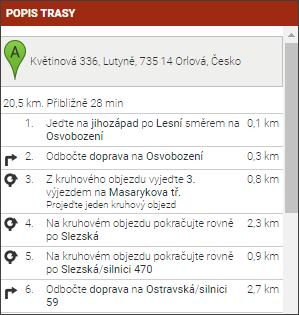 POPIS TRASY
A
Květinová 336, Lutyně, 735 14 Orlová, Česko
20,5 km. Přibližně 28 min
1. Jeďte na jihozápad po Lesní směrem na 0,1 km
Osvobození
2. Odbočte doprava na Osvobození 0,3 km
3. Z kruhového objezdu vyjeďte 3. 0,8 km
výjezdem na Masarykova tř.
Projeďte jeden kruhový objezd
4. Na kruhovém objezdu pokračujte rovně 2,3 km
po Slezská
5. Na kruhovém objezdu pokračujte rovně 0,9 km
po Slezská/silnici 470
6. Odbočte doprava na Ostravská/silnici 2,7 km
59